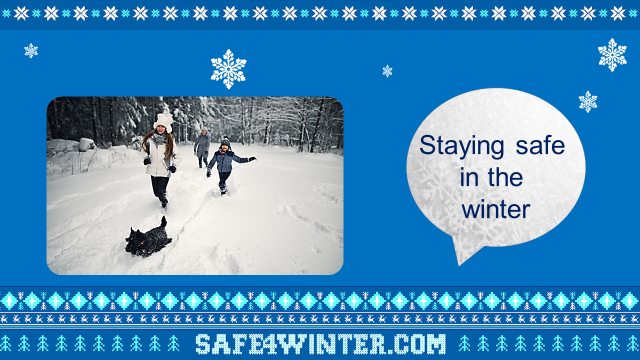 Staying safe
in the
winter
SAFE4WINTER.COM